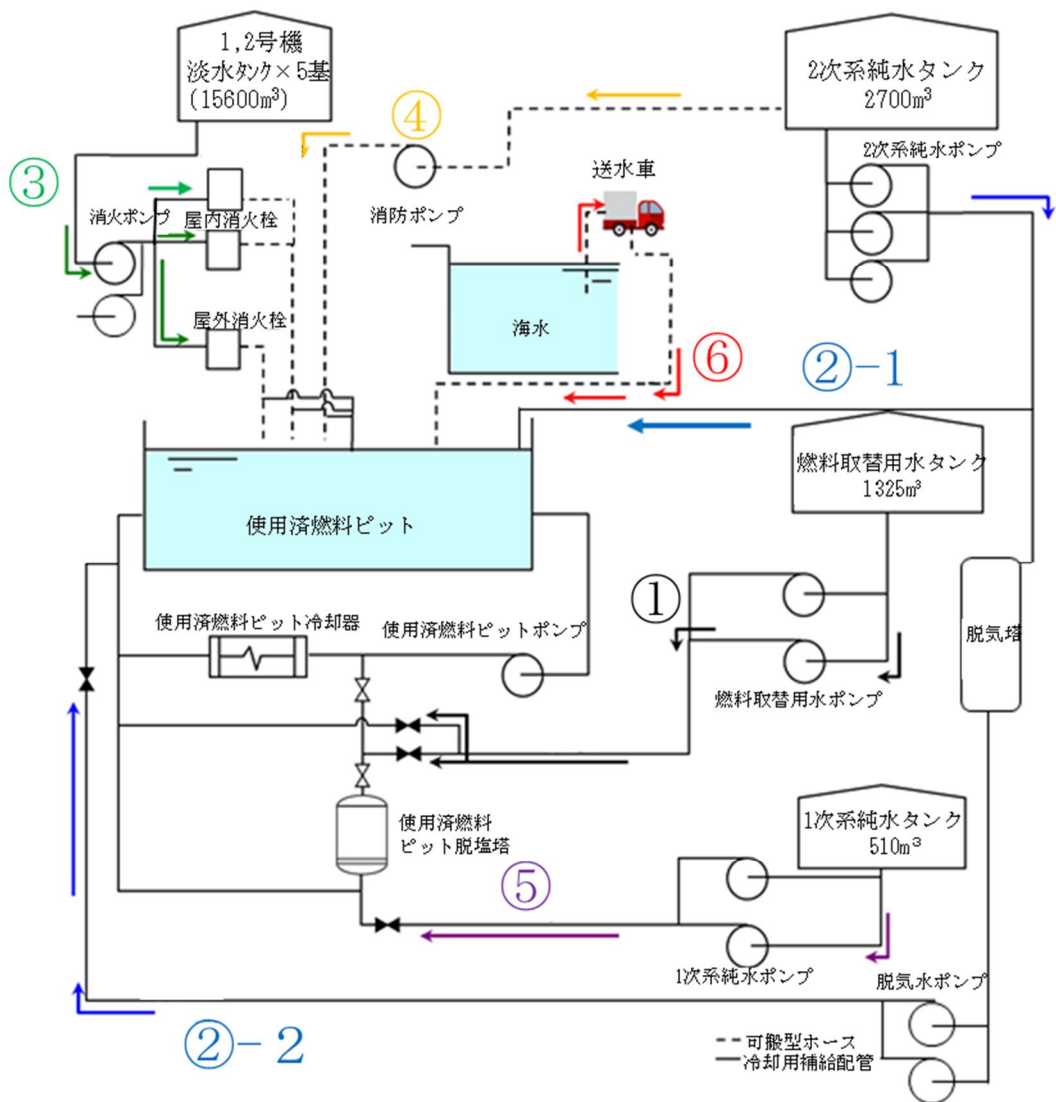 1,2号機
淡水タンク×5基
(15600m³)
2次系純水タンク
2700m³
④
③
2次系純水ポンプ
送水車
消火ポンプ
屋内消火栓
消防ポンプ
屋外消火栓
海水
⑥
②-1
燃料取替用水タンク
1325m³
使用済燃料ピット
①
脱気塔
使用済燃料ピット冷却器
使用済燃料ピットポンプ
燃料取替用水ポンプ
使用済燃料
ピット脱塩塔
1次系純水タンク
510m³
⑤
1次系純水ポンプ
脱気水ポンプ
②-2
可搬型ホース
冷却用補給配管